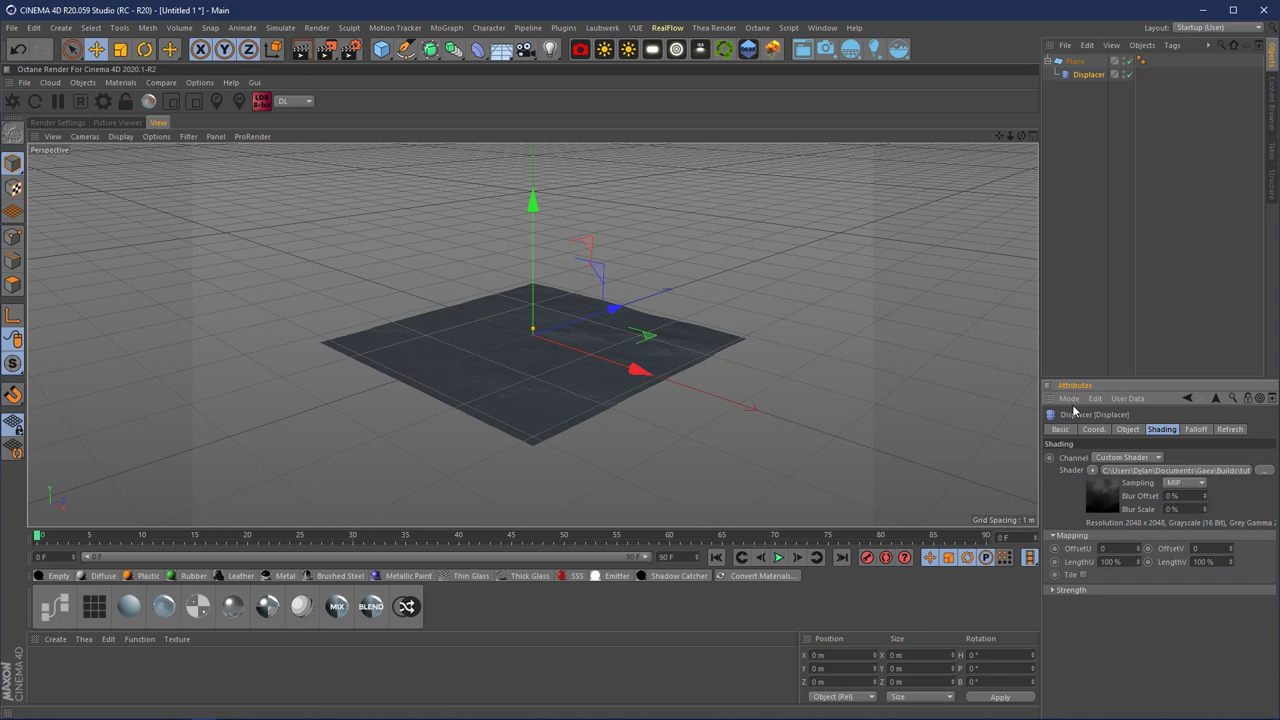 CINEMA 4D R20.059 Studio (RC - R20) - [Untitled 1 *] - Main
File Edit Create Select Tools Mesh Volume Snap Animate Simulate Render Sculpt Motion Tracker MoGraph Character Pipeline Plugins Laubwerk VUE RealFlow Thea Render Octane Script Window Help Layout: Startup (User)
X Y Z
Octane Render For Cinema 4D 2020.1-R2
File Cloud Objects Materials Compare Options Help Gui
R LDR 8-bit DL
Render Settings Picture Viewer View
View Cameras Display Options Filter Panel ProRender
Perspective
Grid Spacing : 1 m
Y Z X
0 5 10 15 20 25 30 35 40 45 50 55 60 65 70 75 80 85 90 0 F
0 F 0 F 90 F 90 F
Empty Diffuse Plastic Rubber Leather Metal Brushed Steel Metallic Paint Thin Glass Thick Glass SSS Emitter Shadow Catcher Convert Materials...
MIX BLEND
Create Thea Edit Function Texture
MAXON CINEMA 4D
Position Size Rotation
X 0 m X 0 m H 0 °
Y 0 m Y 0 m P 0 °
Z 0 m Z 0 m B 0 °
Object (Rel) Size Apply
File Edit View Objects Tags
Plane
Displacer
Objects
Content Browser
Takes
Structure
Attributes
Mode Edit User Data
Displacer [Displacer]
Basic Coord. Object Shading Falloff Refresh
Shading
Channel Custom Shader
Shader C:\Users\Dylan\Documents\Gaea\Builds\tut ...
Sampling MIP
Blur Offset 0 %
Blur Scale 0 %
Resolution 2048 x 2048, Grayscale (16 Bit), Grey Gamma
Mapping
OffsetU 0 OffsetV 0
LengthU 100 % LengthV 100 %
Tile
Strength